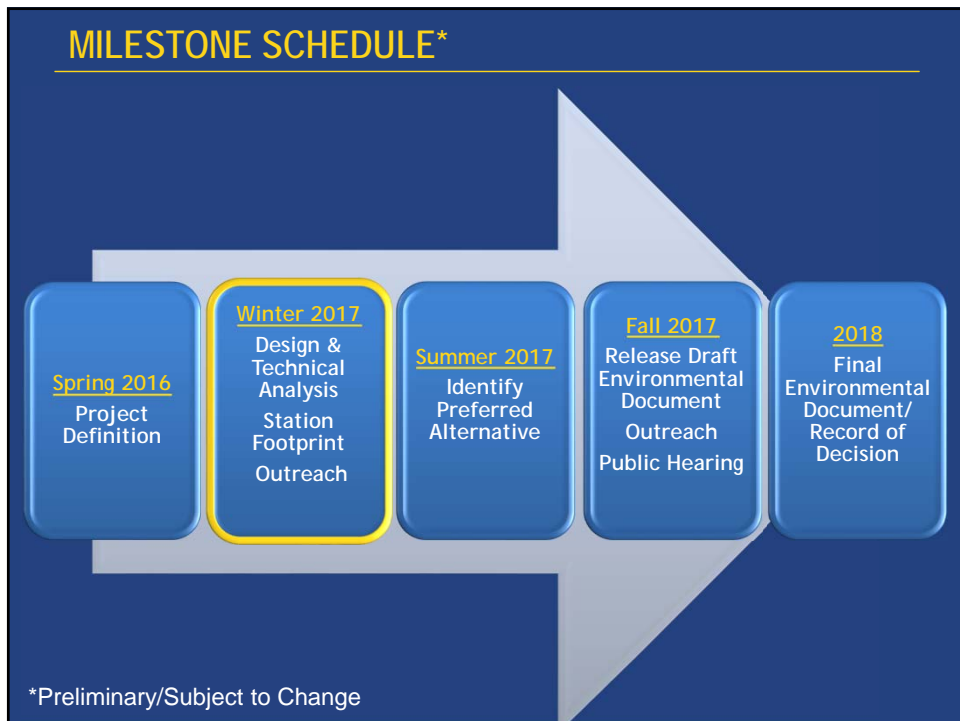 MILESTONE SCHEDULE*
Spring 2016
Project
Definition
Winter 2017
Design &
Technical
Analysis
Station
Footprint
Outreach
Summer 2017
Identify
Preferred
Alternative
Fall 2017
Release Draft
Environmental
Document
Outreach
Public Hearing
2018
Final
Environmental
Document/
Record of
Decision
*Preliminary/Subject to Change